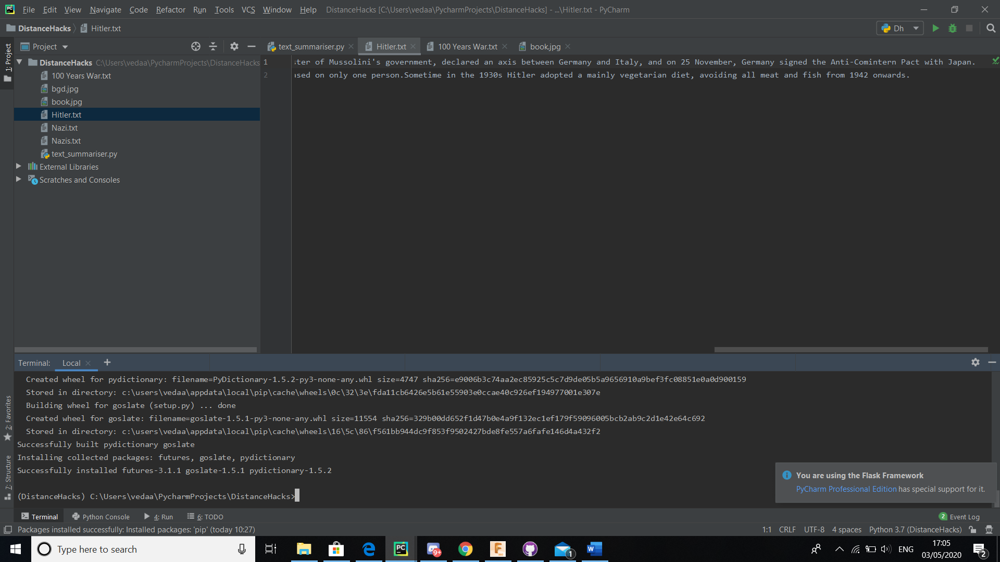 File Edit View Navigate Code Refactor Run Tools VCS Window Help DistanceHacks [C:\Users\vedaa\PycharmProjects\DistanceHacks] - ...\Hitler.txt - PyCharm
DistanceHacks Hitler.txt Dh
Project text_summariser.py Hitler.txt 100 Years War.txt book.jpg
1: Project
DistanceHacks C:\Users\vedaa\PycharmProjects\DistanceHacks
100 Years War.txt
bgd.jpg
book.jpg
Hitler.txt
Nazi.txt
Nazis.txt
text_summariser.py
External Libraries
Scratches and Consoles
1 ster of Mussolini's government, declared an axis between Germany and Italy, and on 25 November, Germany signed the Anti-Comintern Pact with Japan.
2 on only one person.Sometime in the 1930s Hitler adopted a mainly vegetarian diet, avoiding all meat and fish from 1942 onwards.
Terminal: Local
Created wheel for pydictionary: filename=PyDictionary-1.5.2-py3-none-any.whl size=4747 sha256=e9006b3c74aa2ec85925c5c7d9de05b5a9656910a9bef3fc08851e0a0d900159
Stored in directory: c:\users\vedaa\appdata\local\pip\cache\wheels\0c\32\3e\fda11cb6426e5b61e55903e0ccae40c926ef194977001e307e
Building wheel for goslate (setup.py) ... done
Created wheel for goslate: filename=goslate-1.5.1-py3-none-any.whl size=11554 sha256=329b00dd652f1d47b0e4a9f132ec1ef179f59096005bcb2ab9c2d1e42e64c692
Stored in directory: c:\users\vedaa\appdata\local\pip\cache\wheels\16\5c\86\f561bb944dc9f853f9502427bde8fe557a6fafe146d4a432f2
Successfully built pydictionary goslate
Installing collected packages: futures, goslate, pydictionary
Successfully installed futures-3.1.1 goslate-1.5.1 pydictionary-1.5.2
(DistanceHacks) C:\Users\vedaa\PycharmProjects\DistanceHacks>
2: Favorites
7: Structure
You are using the Flask Framework
PyCharm Professional Edition has special support for it.
Terminal Python Console 4: Run 6: TODO 2 Event Log
Packages installed successfully: Installed packages: 'pip' (today 10:27) 1:1 CRLF UTF-8 4 spaces Python 3.7 (DistanceHacks)
Type here to search PC 9+ 1 W ENG
17:05
03/05/2020
2